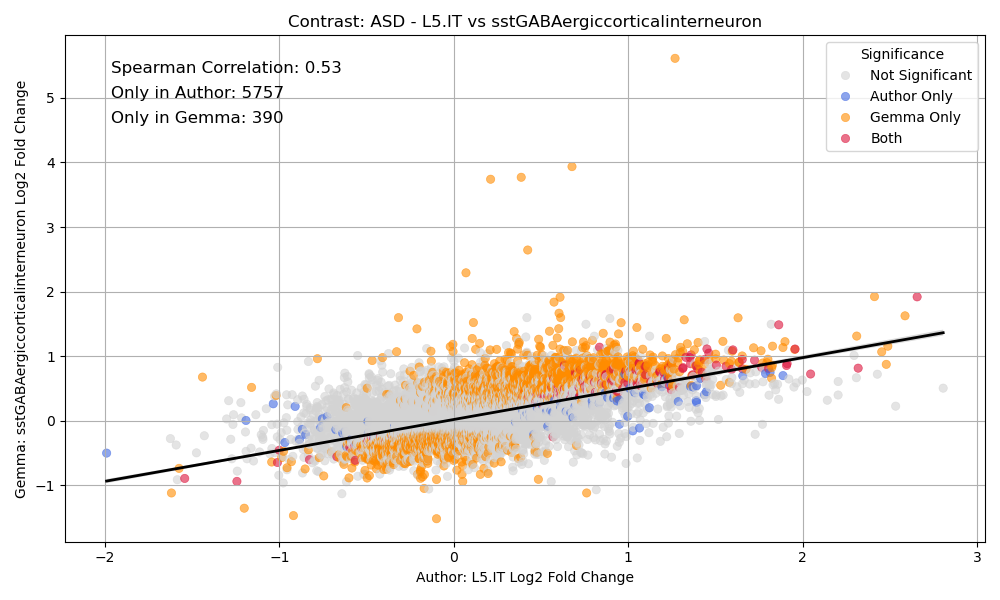 Contrast: ASD - L5.IT vs sstGABAergiccorticalinterneuron
Spearman Correlation: 0.53
Only in Author: 5757
Only in Gemma: 390
Significance
Not Significant
Author Only
Gemma Only
Both
Gemma: sstGABAergiccorticalinterneuron Log2 Fold Change
5
4
3
2
1
0
−1
−2
−1
0
1
2
3
Author: L5.IT Log2 Fold Change